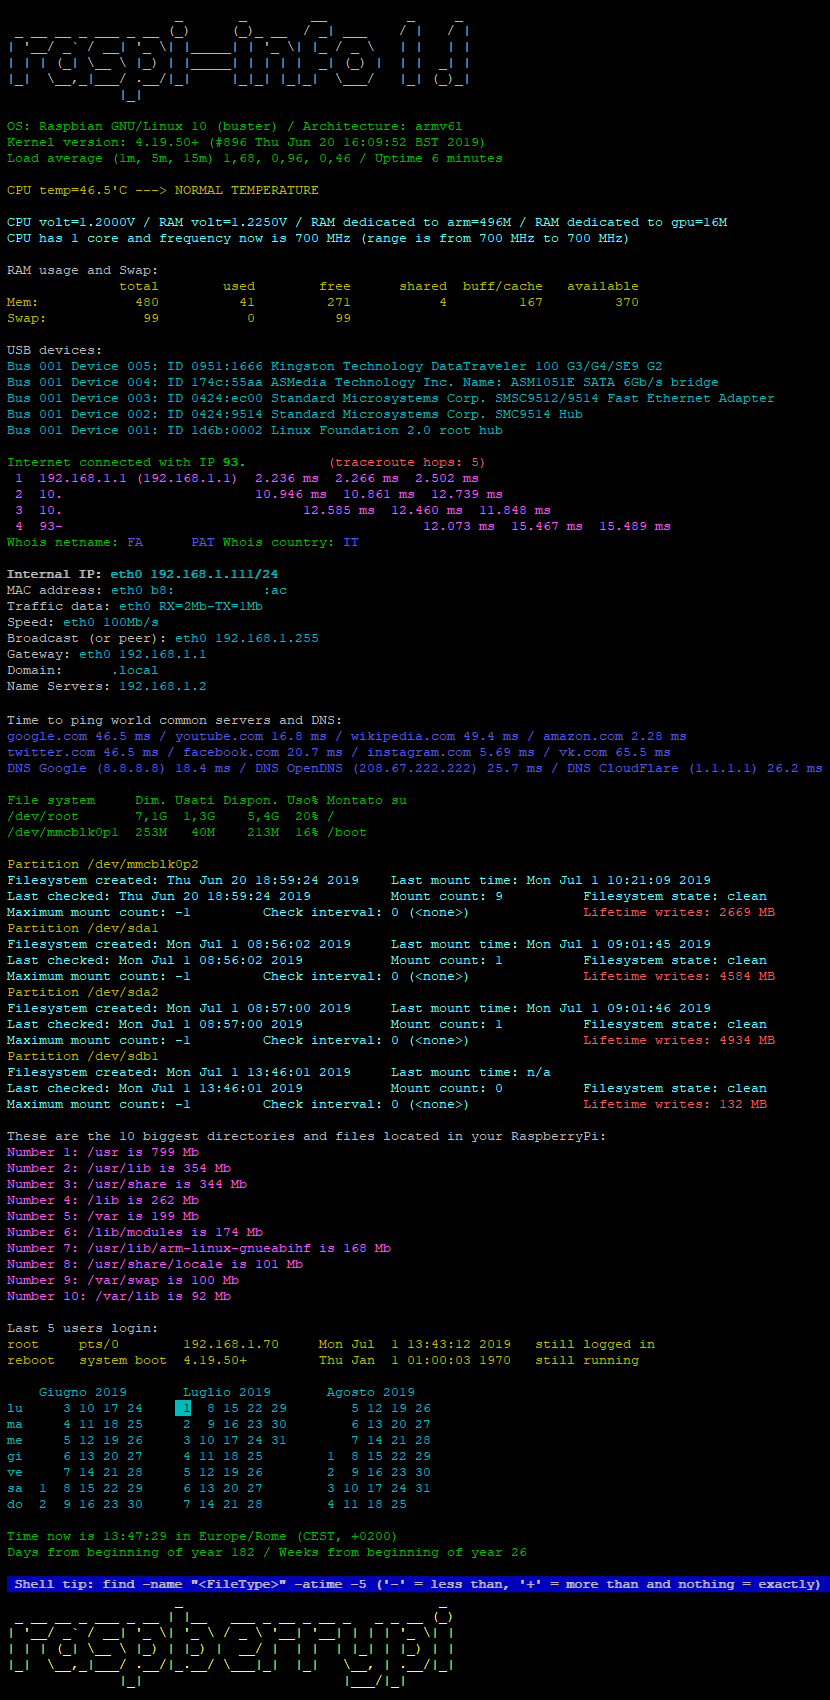 raspi-info 1.1
OS: Raspbian GNU/Linux 10 (buster) / Architecture: armv6l
Kernel version: 4.19.50+ (#896 Thu Jun 20 16:09:52 BST 2019)
Load average (1m, 5m, 15m) 1,68, 0,96, 0,46 / Uptime 6 minutes
CPU temp=46.5'C ---> NORMAL TEMPERATURE
CPU volt=1.2000V / RAM volt=1.2250V / RAM dedicated to arm=496M / RAM dedicated to gpu=16M
CPU has 1 core and frequency now is 700 MHz (range is from 700 MHz to 700 MHz)
RAM usage and Swap:
total used free shared buff/cache available
Mem: 480 41 271 4 167 370
Swap: 99 0 99
USB devices:
Bus 001 Device 005: ID 0951:1666 Kingston Technology DataTraveler 100 G3/G4/SE9 G2
Bus 001 Device 004: ID 174c:55aa ASMedia Technology Inc. Name: ASM1051E SATA 6Gb/s bridge
Bus 001 Device 003: ID 0424:ec00 Standard Microsystems Corp. SMSC9512/9514 Fast Ethernet Adapter
Bus 001 Device 002: ID 0424:9514 Standard Microsystems Corp. SMC9514 Hub
Bus 001 Device 001: ID 1d6b:0002 Linux Foundation 2.0 root hub
Internet connected with IP 93. (traceroute hops: 5)
1 192.168.1.1 (192.168.1.1) 2.236 ms 2.266 ms 2.502 ms
2 10. 10.946 ms 10.861 ms 12.739 ms
3 10. 12.585 ms 12.460 ms 11.848 ms
4 93- 12.073 ms 15.467 ms 15.489 ms
Whois netname: FA PAT Whois country: IT
Internal IP: eth0 192.168.1.111/24
MAC address: eth0 b8: :ac
Traffic data: eth0 RX=2Mb-TX=1Mb
Speed: eth0 100Mb/s
Broadcast (or peer): eth0 192.168.1.255
Gateway: eth0 192.168.1.1
Domain: .local
Name Servers: 192.168.1.2
Time to ping world common servers and DNS:
google.com 46.5 ms / youtube.com 16.8 ms / wikipedia.com 49.4 ms / amazon.com 2.28 ms
twitter.com 46.5 ms / facebook.com 20.7 ms / instagram.com 5.69 ms / vk.com 65.5 ms
DNS Google (8.8.8.8) 18.4 ms / DNS OpenDNS (208.67.222.222) 25.7 ms / DNS CloudFlare (1.1.1.1) 26.2 ms
File system Dim. Usati Dispon. Uso% Montato su
/dev/root 7,1G 1,3G 5,4G 20% /
/dev/mmcblk0p1 253M 40M 213M 16% /boot
Partition /dev/mmcblk0p2
Filesystem created: Thu Jun 20 18:59:24 2019 Last mount time: Mon Jul 1 10:21:09 2019
Last checked: Thu Jun 20 18:59:24 2019 Mount count: 9 Filesystem state: clean
Maximum mount count: -1 Check interval: 0 (<none>) Lifetime writes: 2669 MB
Partition /dev/sda1
Filesystem created: Mon Jul 1 08:56:02 2019 Last mount time: Mon Jul 1 09:01:45 2019
Last checked: Mon Jul 1 08:56:02 2019 Mount count: 1 Filesystem state: clean
Maximum mount count: -1 Check interval: 0 (<none>) Lifetime writes: 4584 MB
Partition /dev/sda2
Filesystem created: Mon Jul 1 08:57:00 2019 Last mount time: Mon Jul 1 09:01:46 2019
Last checked: Mon Jul 1 08:57:00 2019 Mount count: 1 Filesystem state: clean
Maximum mount count: -1 Check interval: 0 (<none>) Lifetime writes: 4934 MB
Partition /dev/sdb1
Filesystem created: Mon Jul 1 13:46:01 2019 Last mount time: n/a
Last checked: Mon Jul 1 13:46:01 2019 Mount count: 0 Filesystem state: clean
Maximum mount count: -1 Check interval: 0 (<none>) Lifetime writes: 132 MB
These are the 10 biggest directories and files located in your RaspberryPi:
Number 1: /usr is 799 Mb
Number 2: /usr/lib is 354 Mb
Number 3: /usr/share is 344 Mb
Number 4: /lib is 262 Mb
Number 5: /var is 199 Mb
Number 6: /lib/modules is 174 Mb
Number 7: /usr/lib/arm-linux-gnueabihf is 168 Mb
Number 8: /usr/share/locale is 101 Mb
Number 9: /var/swap is 100 Mb
Number 10: /var/lib is 92 Mb
Last 5 users login:
root pts/0 192.168.1.70 Mon Jul 1 13:43:12 2019 still logged in
reboot system boot 4.19.50+ Thu Jan 1 01:00:03 1970 still running
Giugno 2019 Luglio 2019 Agosto 2019
lu 3 10 17 24 1 8 15 22 29 5 12 19 26
ma 4 11 18 25 2 9 16 23 30 6 13 20 27
me 5 12 19 26 3 10 17 24 31 7 14 21 28
gi 6 13 20 27 4 11 18 25 1 8 15 22 29
ve 7 14 21 28 5 12 19 26 2 9 16 23 30
sa 1 8 15 22 29 6 13 20 27 3 10 17 24 31
do 2 9 16 23 30 7 14 21 28 4 11 18 25
Time now is 13:47:29 in Europe/Rome (CEST, +0200)
Days from beginning of year 182 / Weeks from beginning of year 26
Shell tip: find -name "<FileType>" -atime -5 ('-' = less than, '+' = more than and nothing = exactly)
raspberrypi